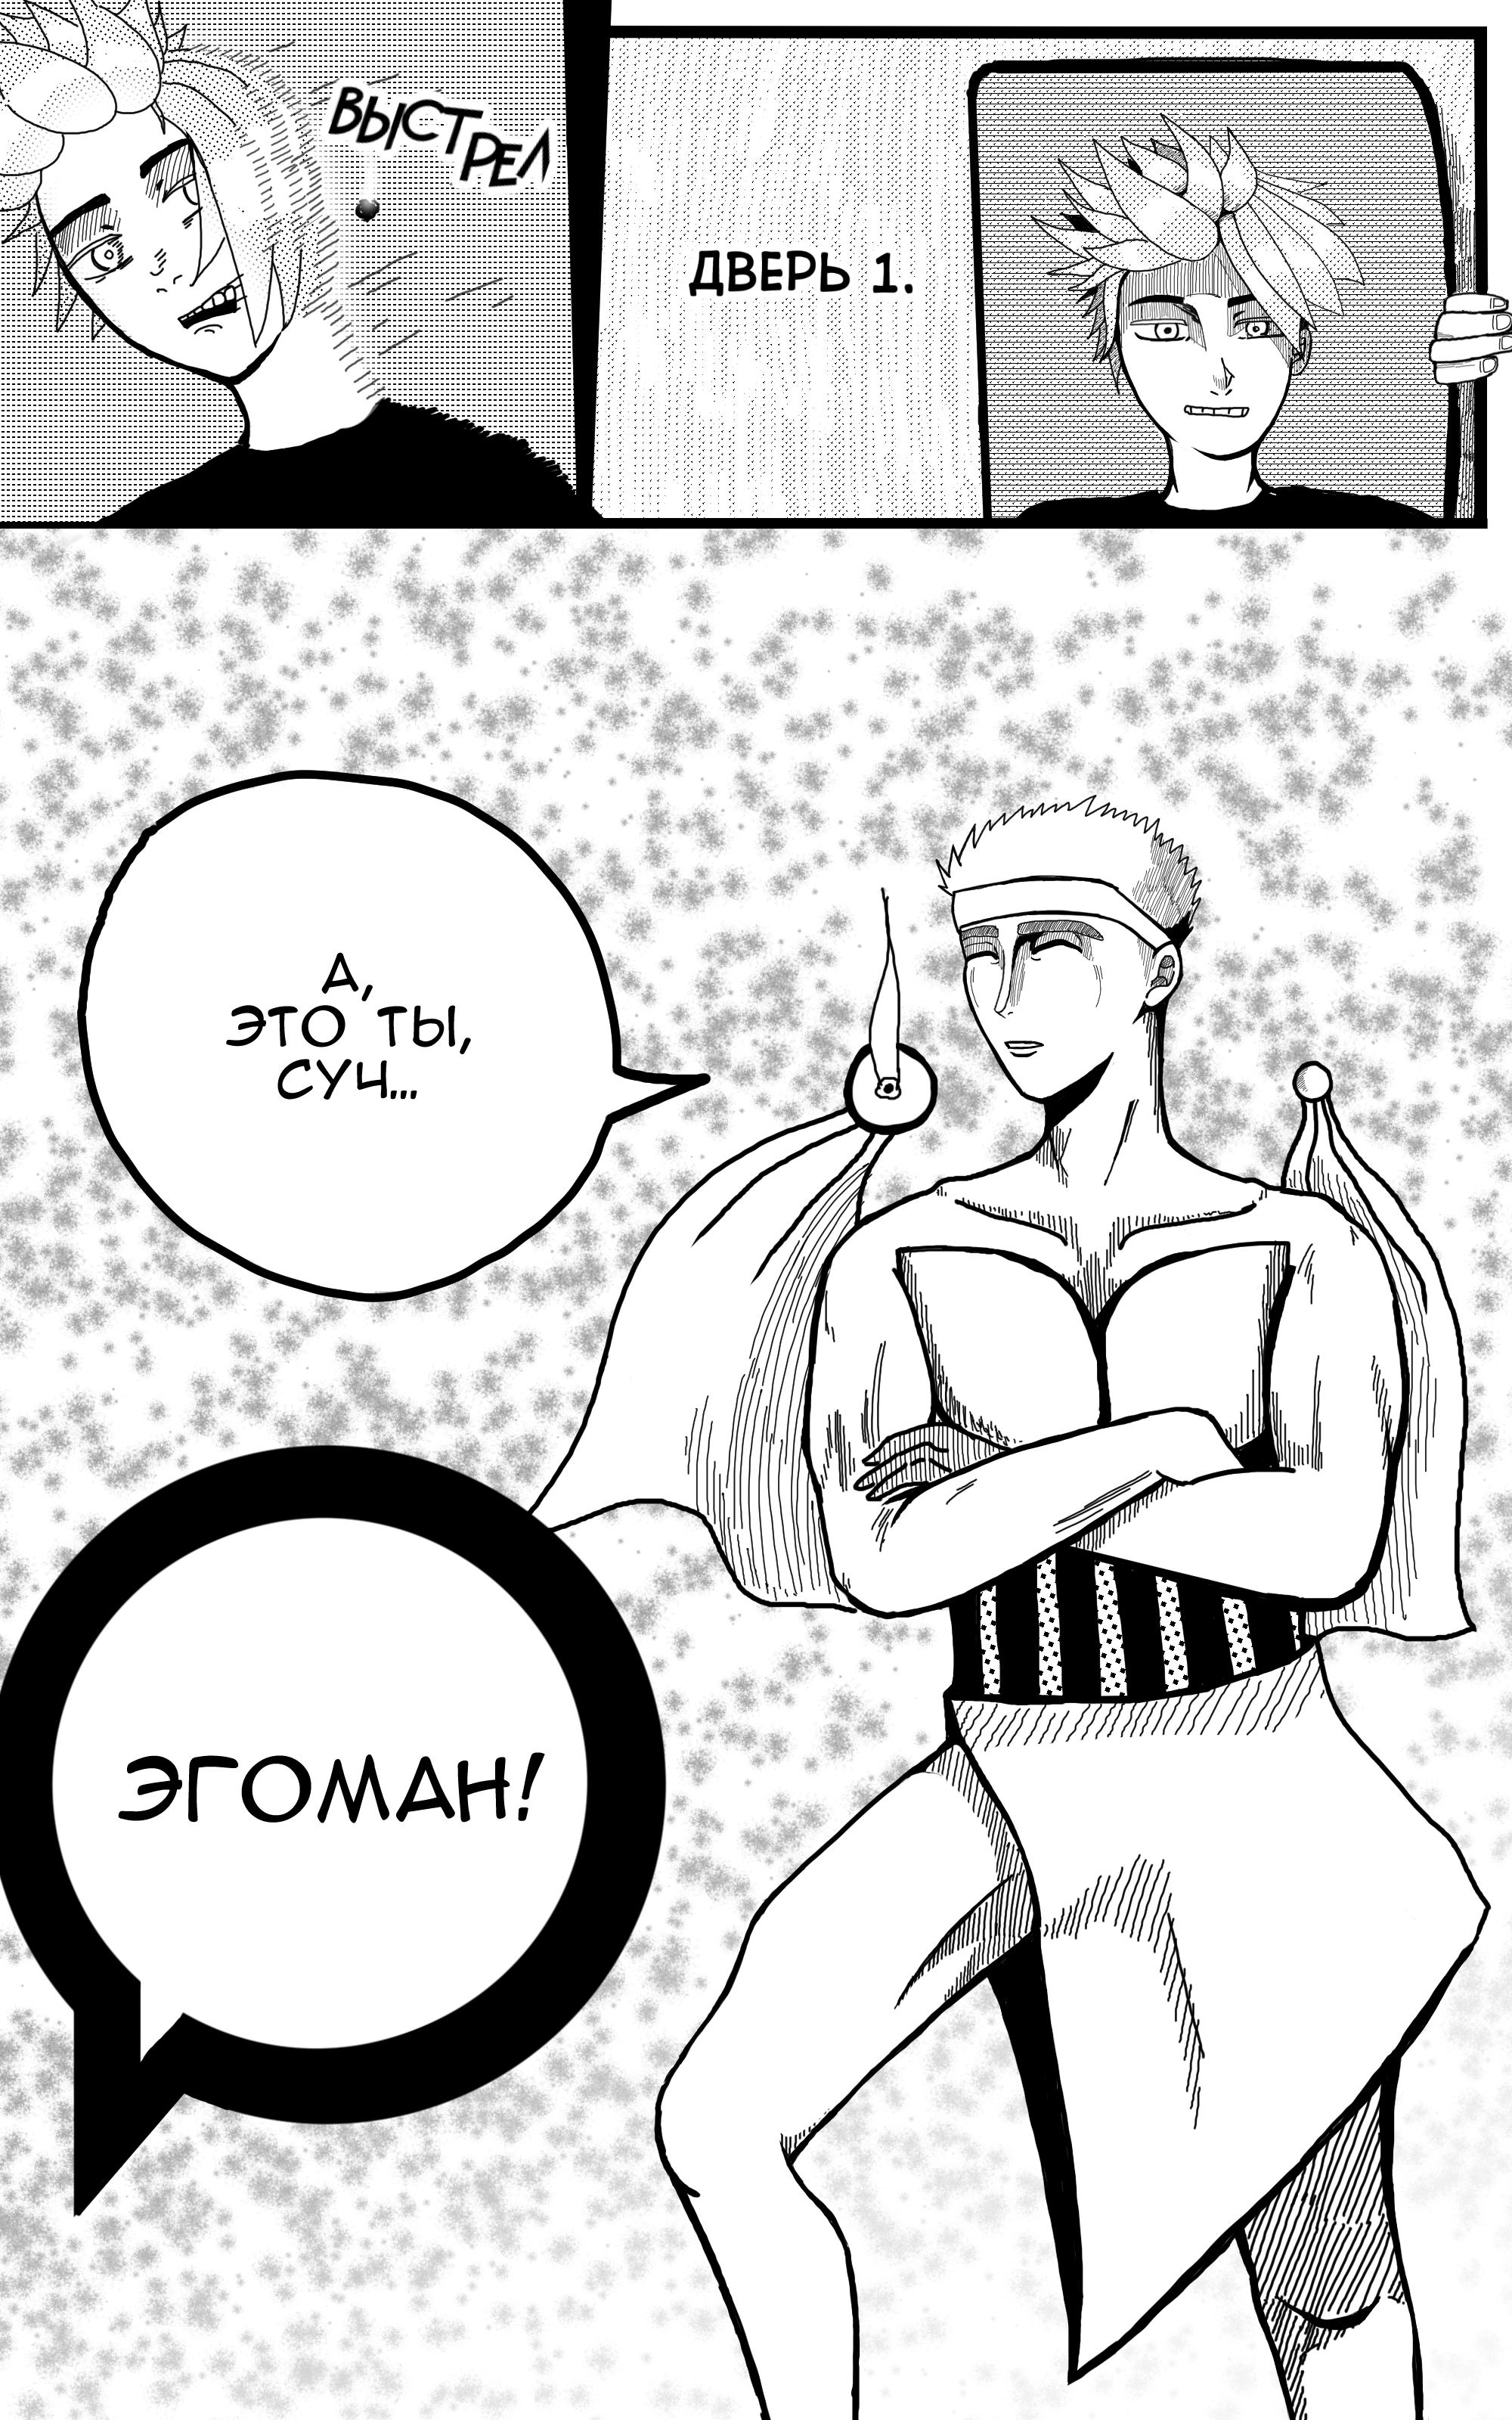 ВЫСТРЕЛ
ДВЕРЬ 1.
А,
ЭТО ТЫ,
СУЧ...
ЭГОМАН!